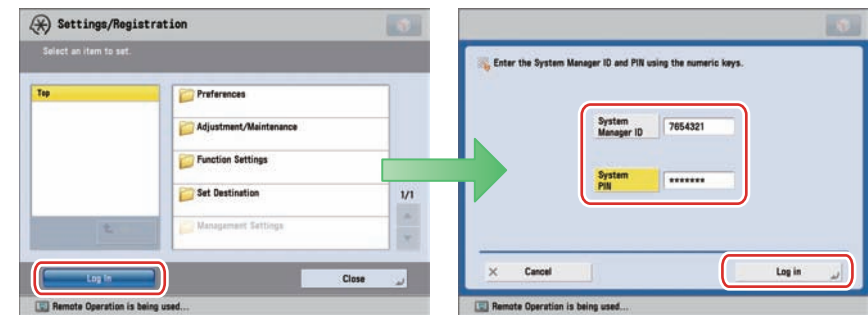 Settings/Registration
Select an item to set.
Top
Preferences
Adjustment/Maintenance
Function Settings
Set Destination
Management Settings
1/1
Log In
Close
Remote Operation is being used...
Enter the System Manager ID and PIN using the numeric keys.
System
Manager ID
7654321
System
PIN
*******
× Cancel
Log in
Remote Operation is being used...